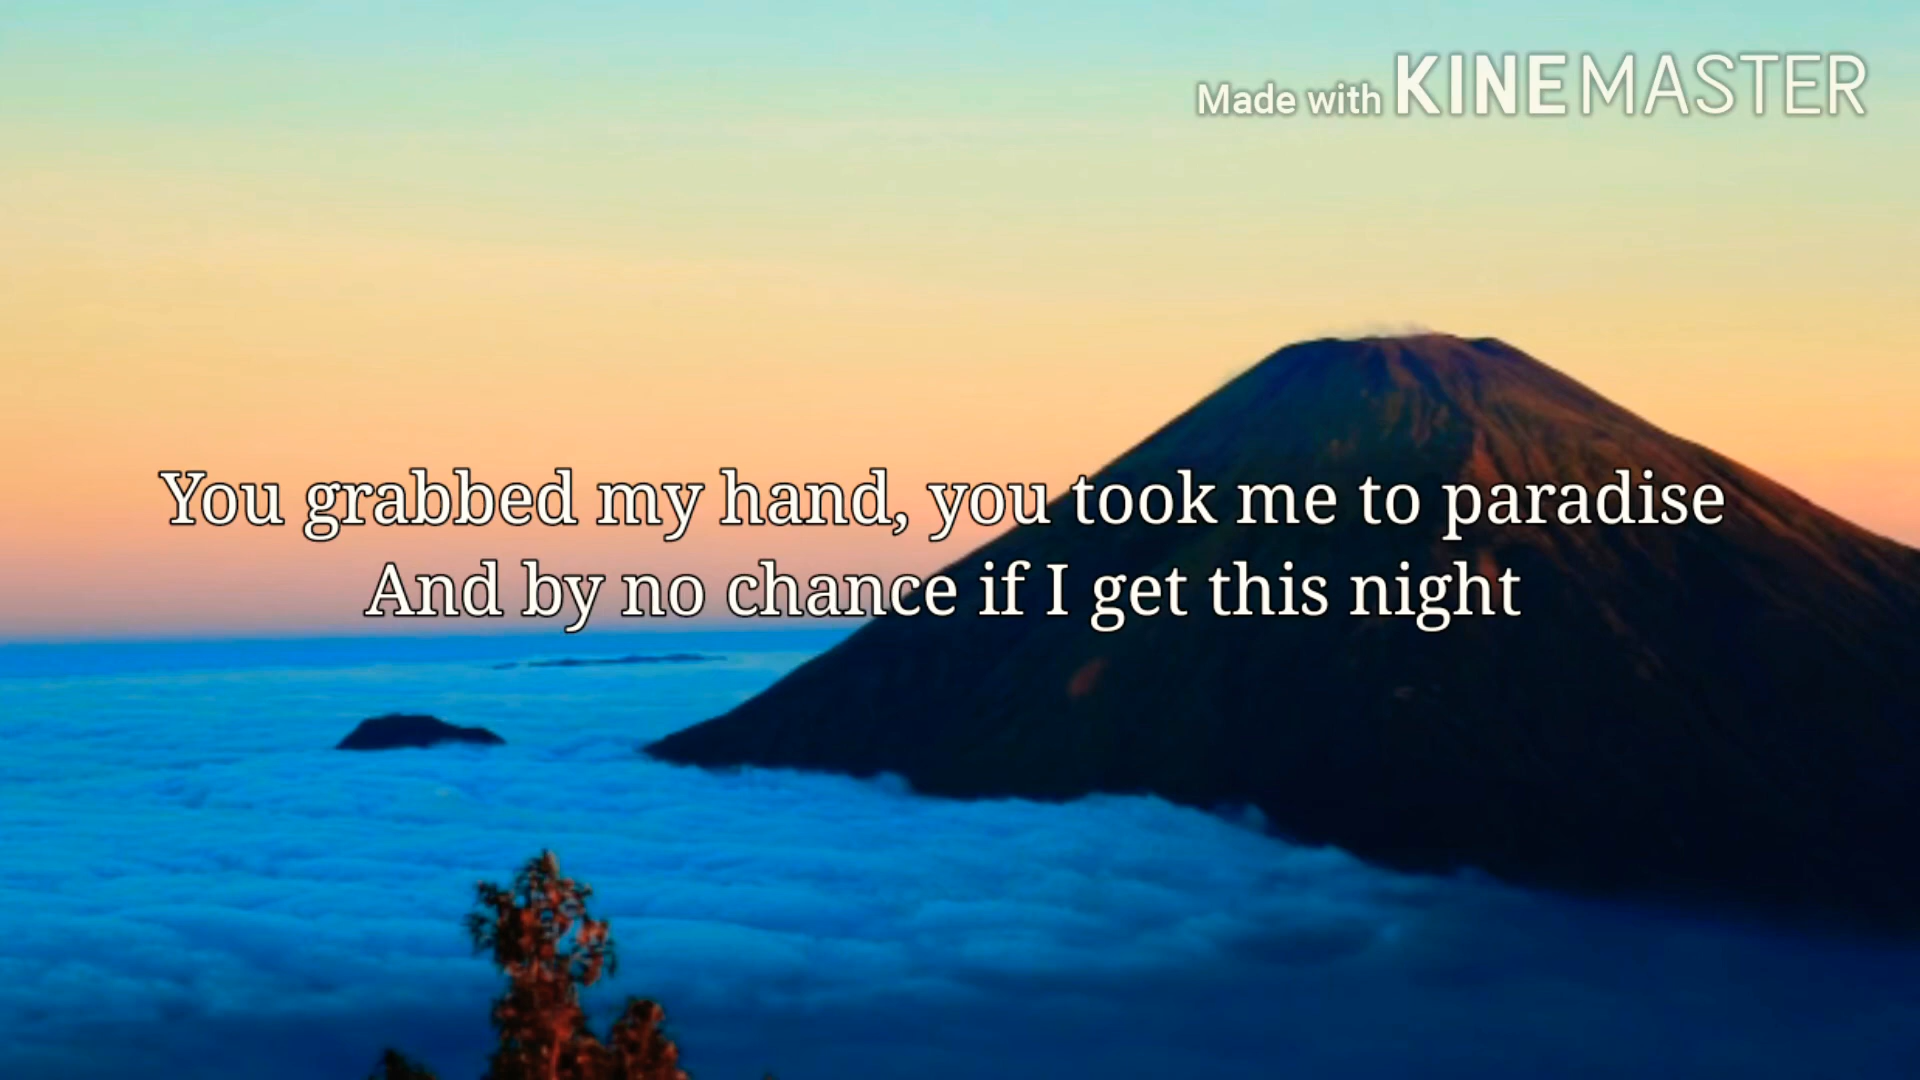 Made with KINEMASTER
You grabbed my hand, you took me to paradise
And by no chance if I get this night